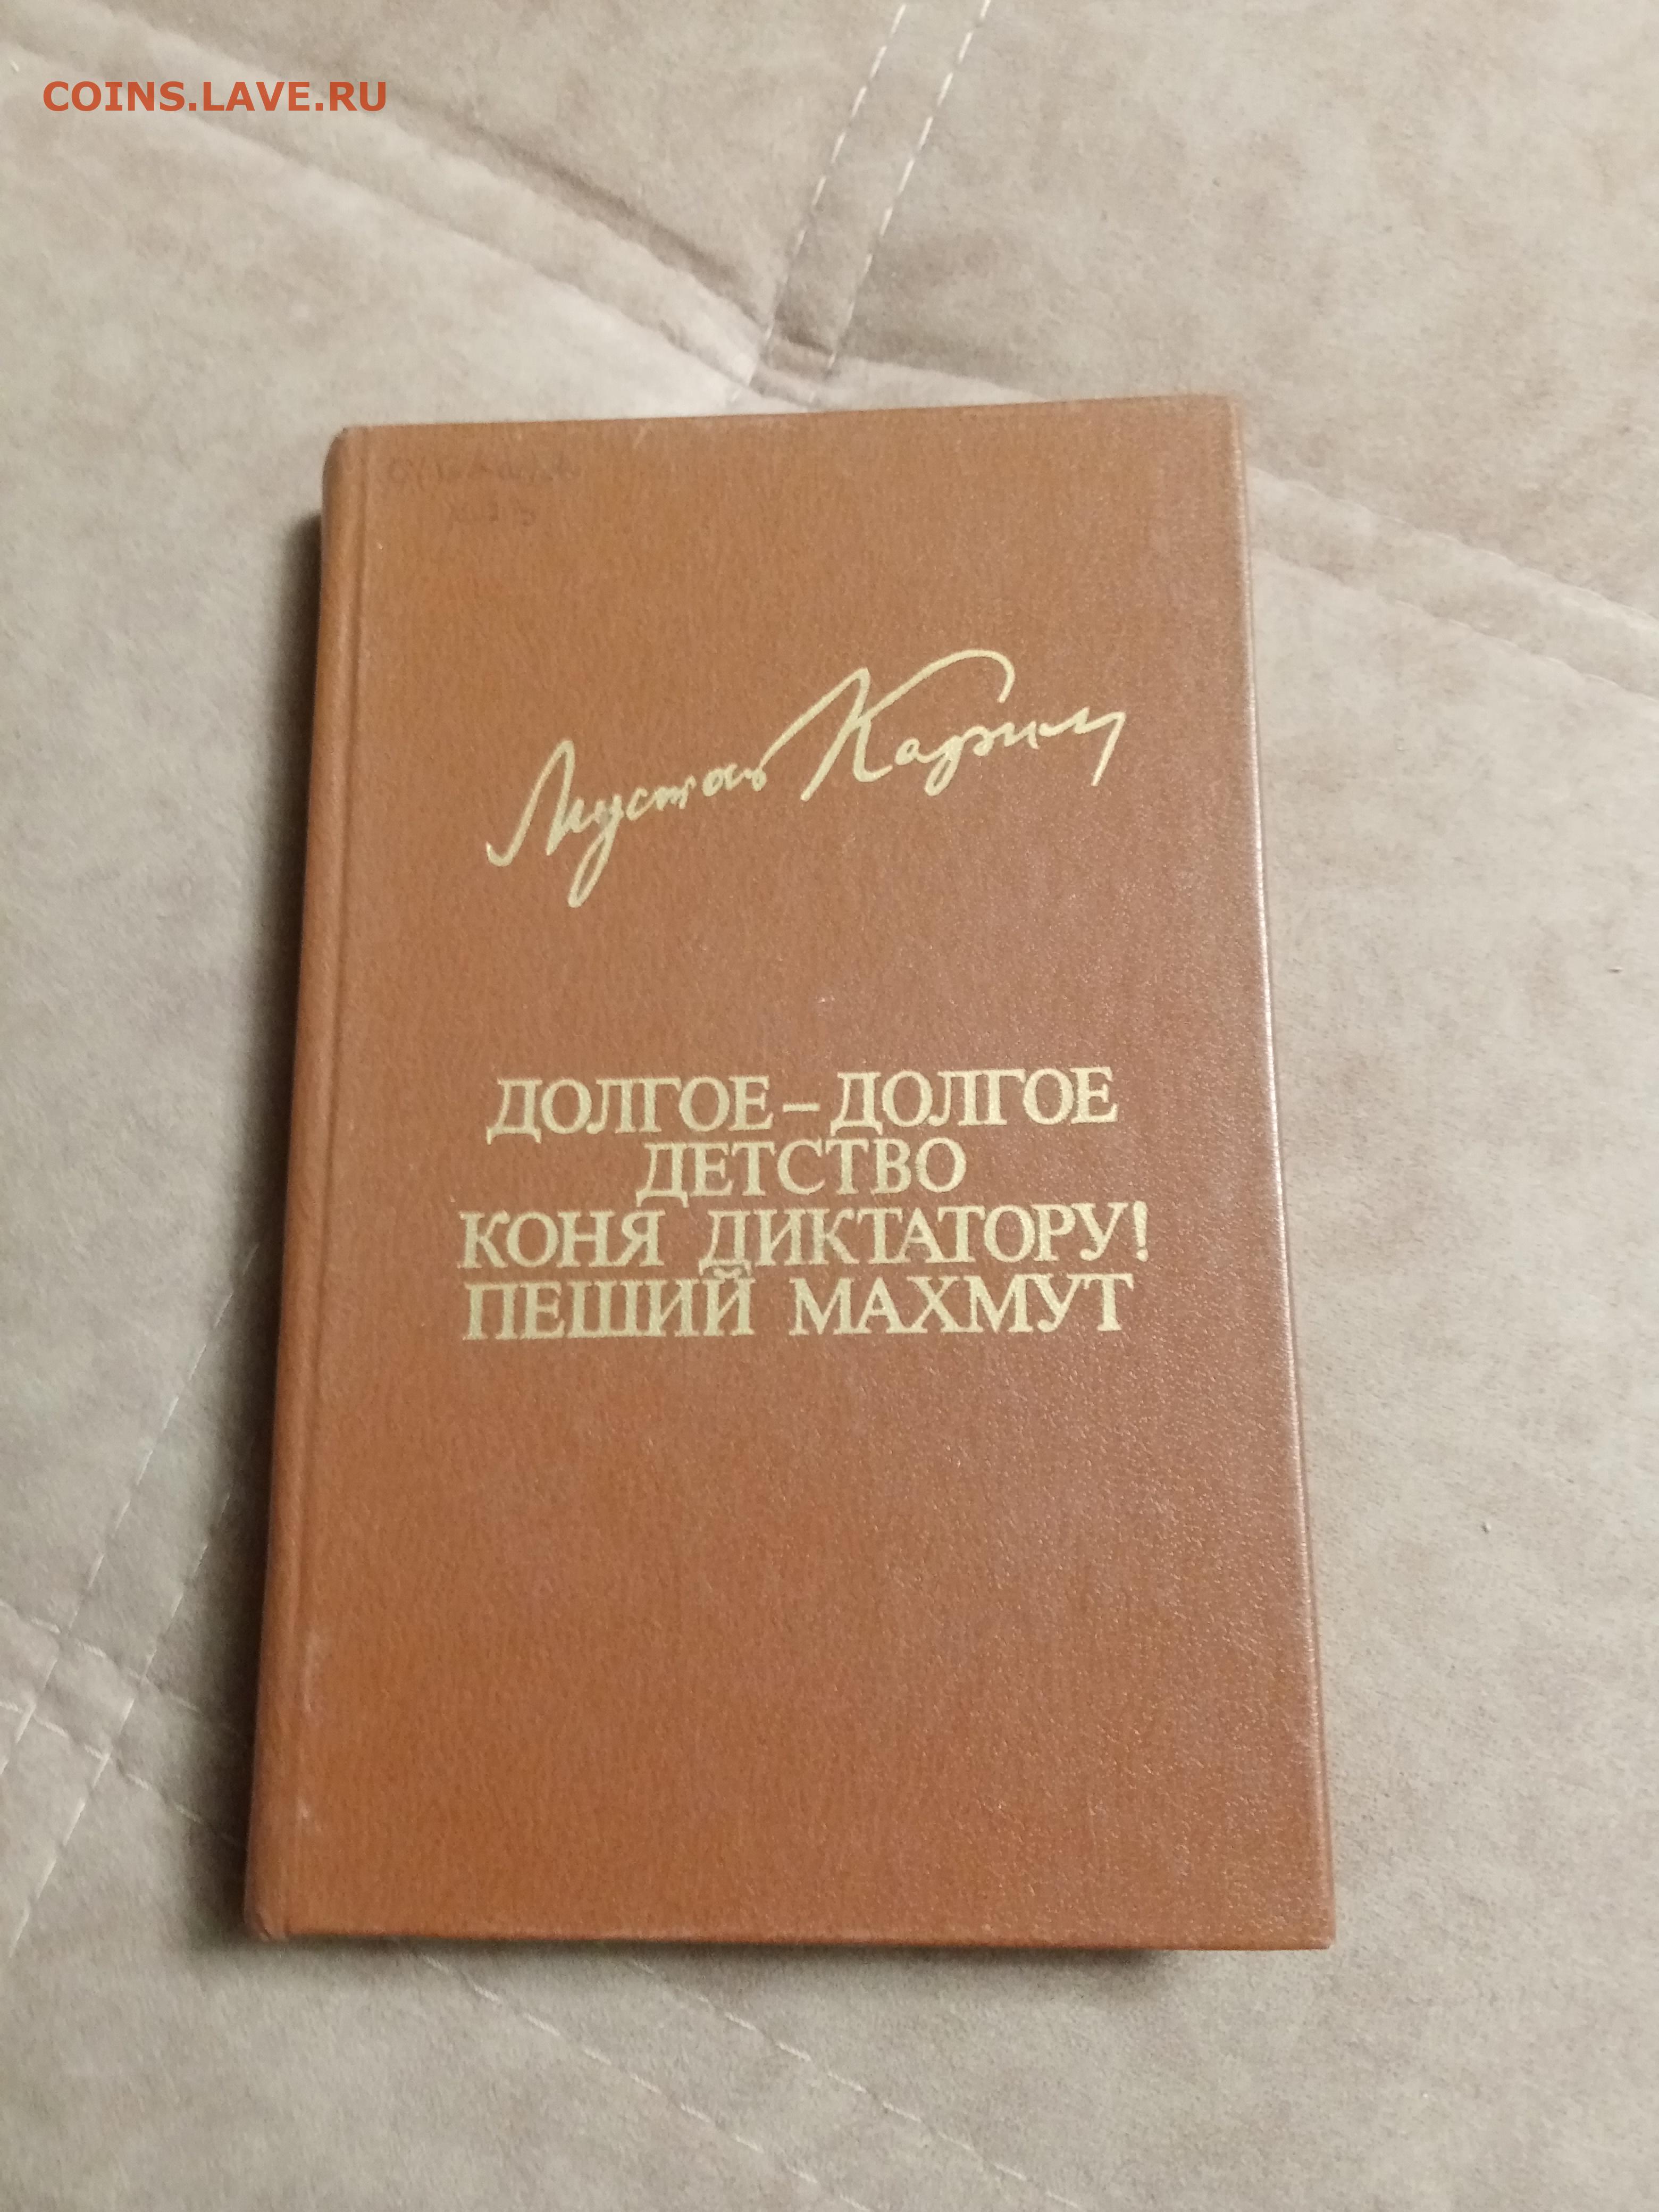 COINS.LAVE.RU
Мустай Карим
ДОЛГОЕ – ДОЛГОЕ
ДЕТСТВО
КОНЯ ДИКТАТОРУ!
ПЕШИЙ МАХМУТ